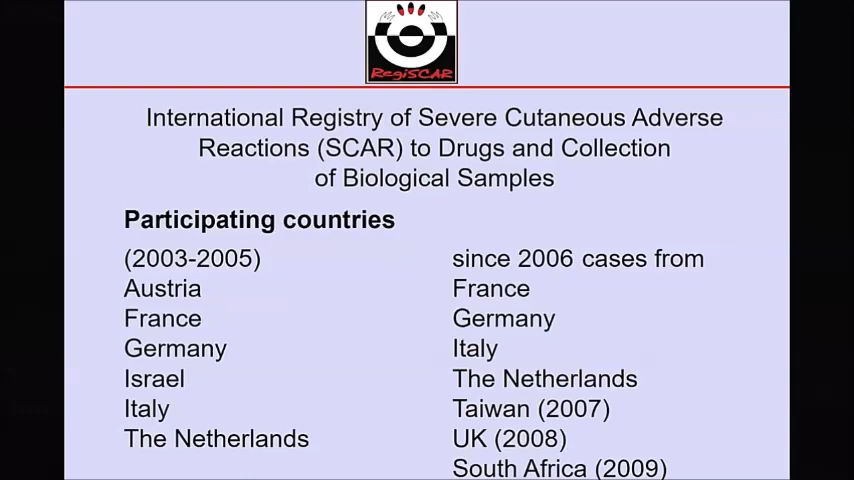 RegiSCAR
International Registry of Severe Cutaneous Adverse
Reactions (SCAR) to Drugs and Collection
of Biological Samples
Participating countries
(2003-2005)
Austria
France
Germany
Israel
Italy
The Netherlands
since 2006 cases from
France
Germany
Italy
The Netherlands
Taiwan (2007)
UK (2008)
South Africa (2009)